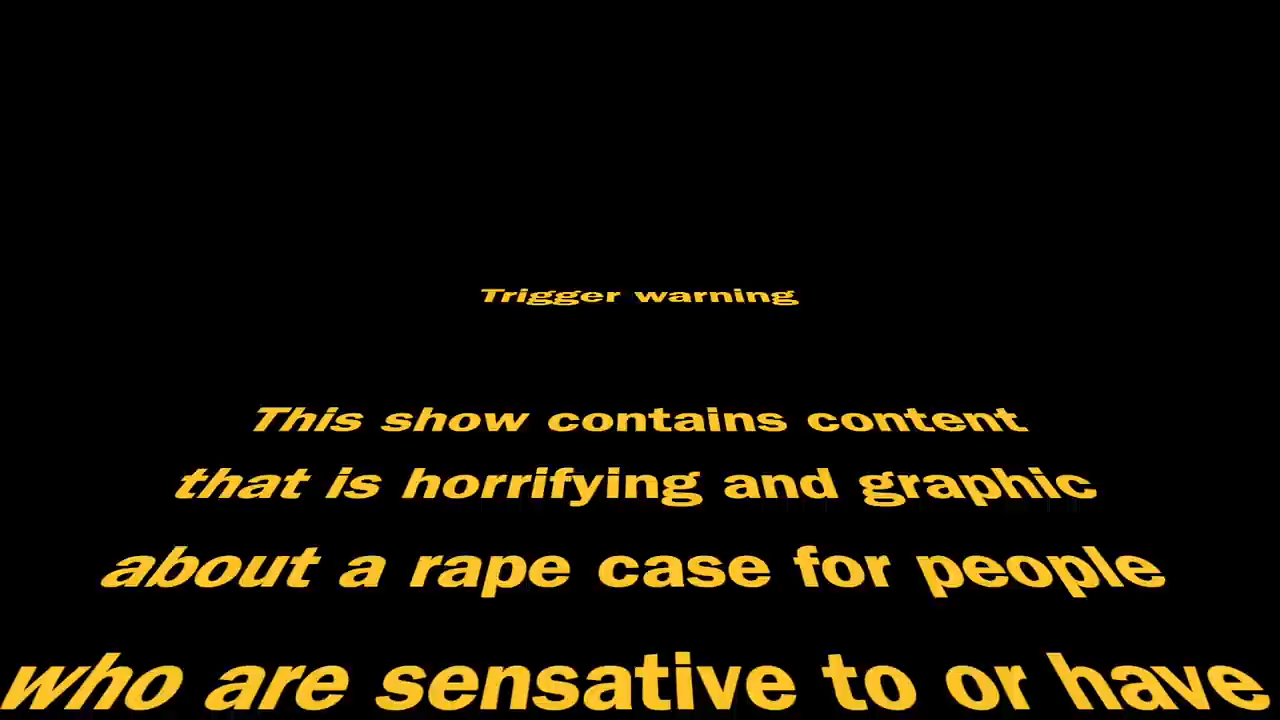 Trigger warning
This show contains content
that is horrifying and graphic
about a rape case for people
who are sensative to or have